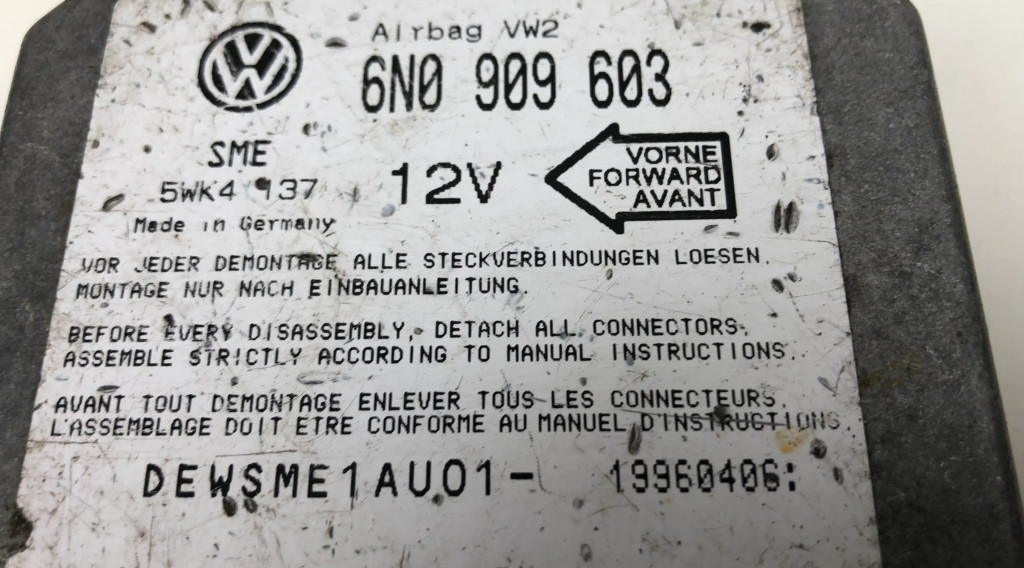 Airbag VW2
6N0 909 603
SME
5WK4 137
12V
VORNE
FORWARD
AVANT
Made in Germany
VOR JEDER DEMONTAGE ALLE STECKVERBINDUNGEN LOESEN.
MONTAGE NUR NACH EINBAUANLEITUNG.
BEFORE EVERY DISASSEMBLY, DETACH ALL CONNECTORS.
ASSEMBLE STRICTLY ACCORDING TO MANUAL INSTRUCTIONS.
AVANT TOUT DEMONTAGE ENLEVER TOUS LES CONNECTEURS.
L'ASSEMBLAGE DOIT ETRE CONFORME AU MANUEL D'INSTRUCTIONS.
DEWSME1AU01- 19960406: